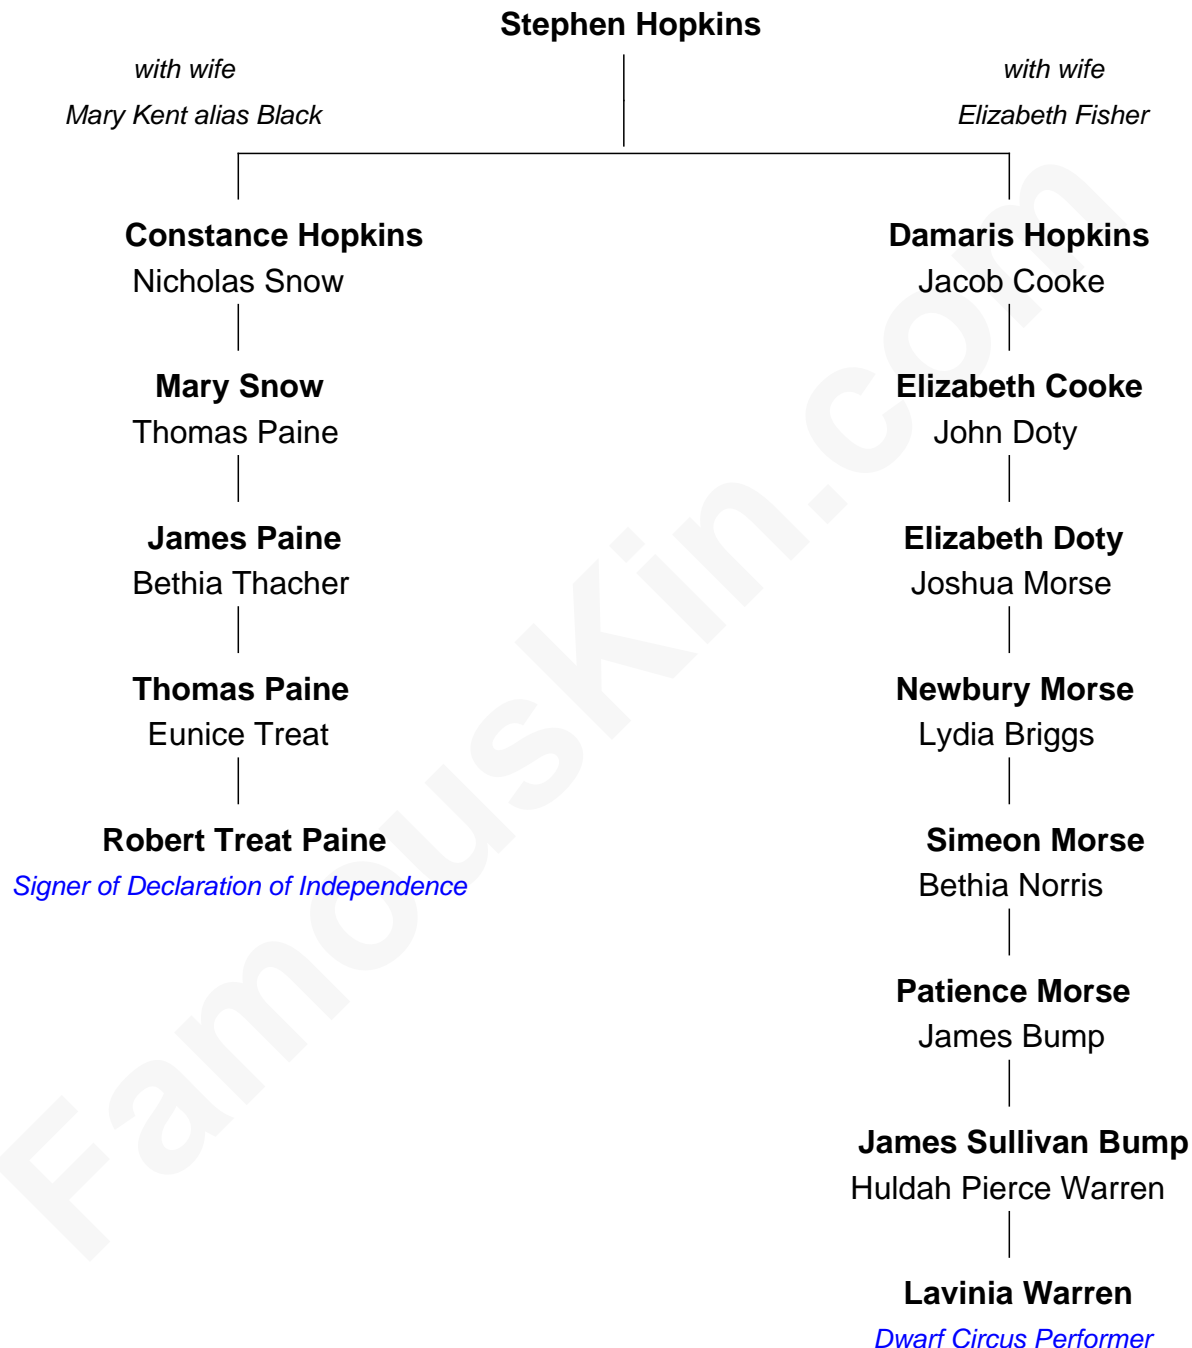 Stephen Hopkins
with wife
Mary Kent alias Black
with wife
Elizabeth Fisher
Constance Hopkins
Nicholas Snow
Damaris Hopkins
Jacob Cooke
Mary Snow
Thomas Paine
Elizabeth Cooke
John Doty
James Paine
Bethia Thacher
Elizabeth Doty
Joshua Morse
Thomas Paine
Eunice Treat
Newbury Morse
Lydia Briggs
Robert Treat Paine
Signer of Declaration of Independence
Simeon Morse
Bethia Norris
Patience Morse
James Bump
James Sullivan Bump
Huldah Pierce Warren
Lavinia Warren
Dwarf Circus Performer
FamousKin.com